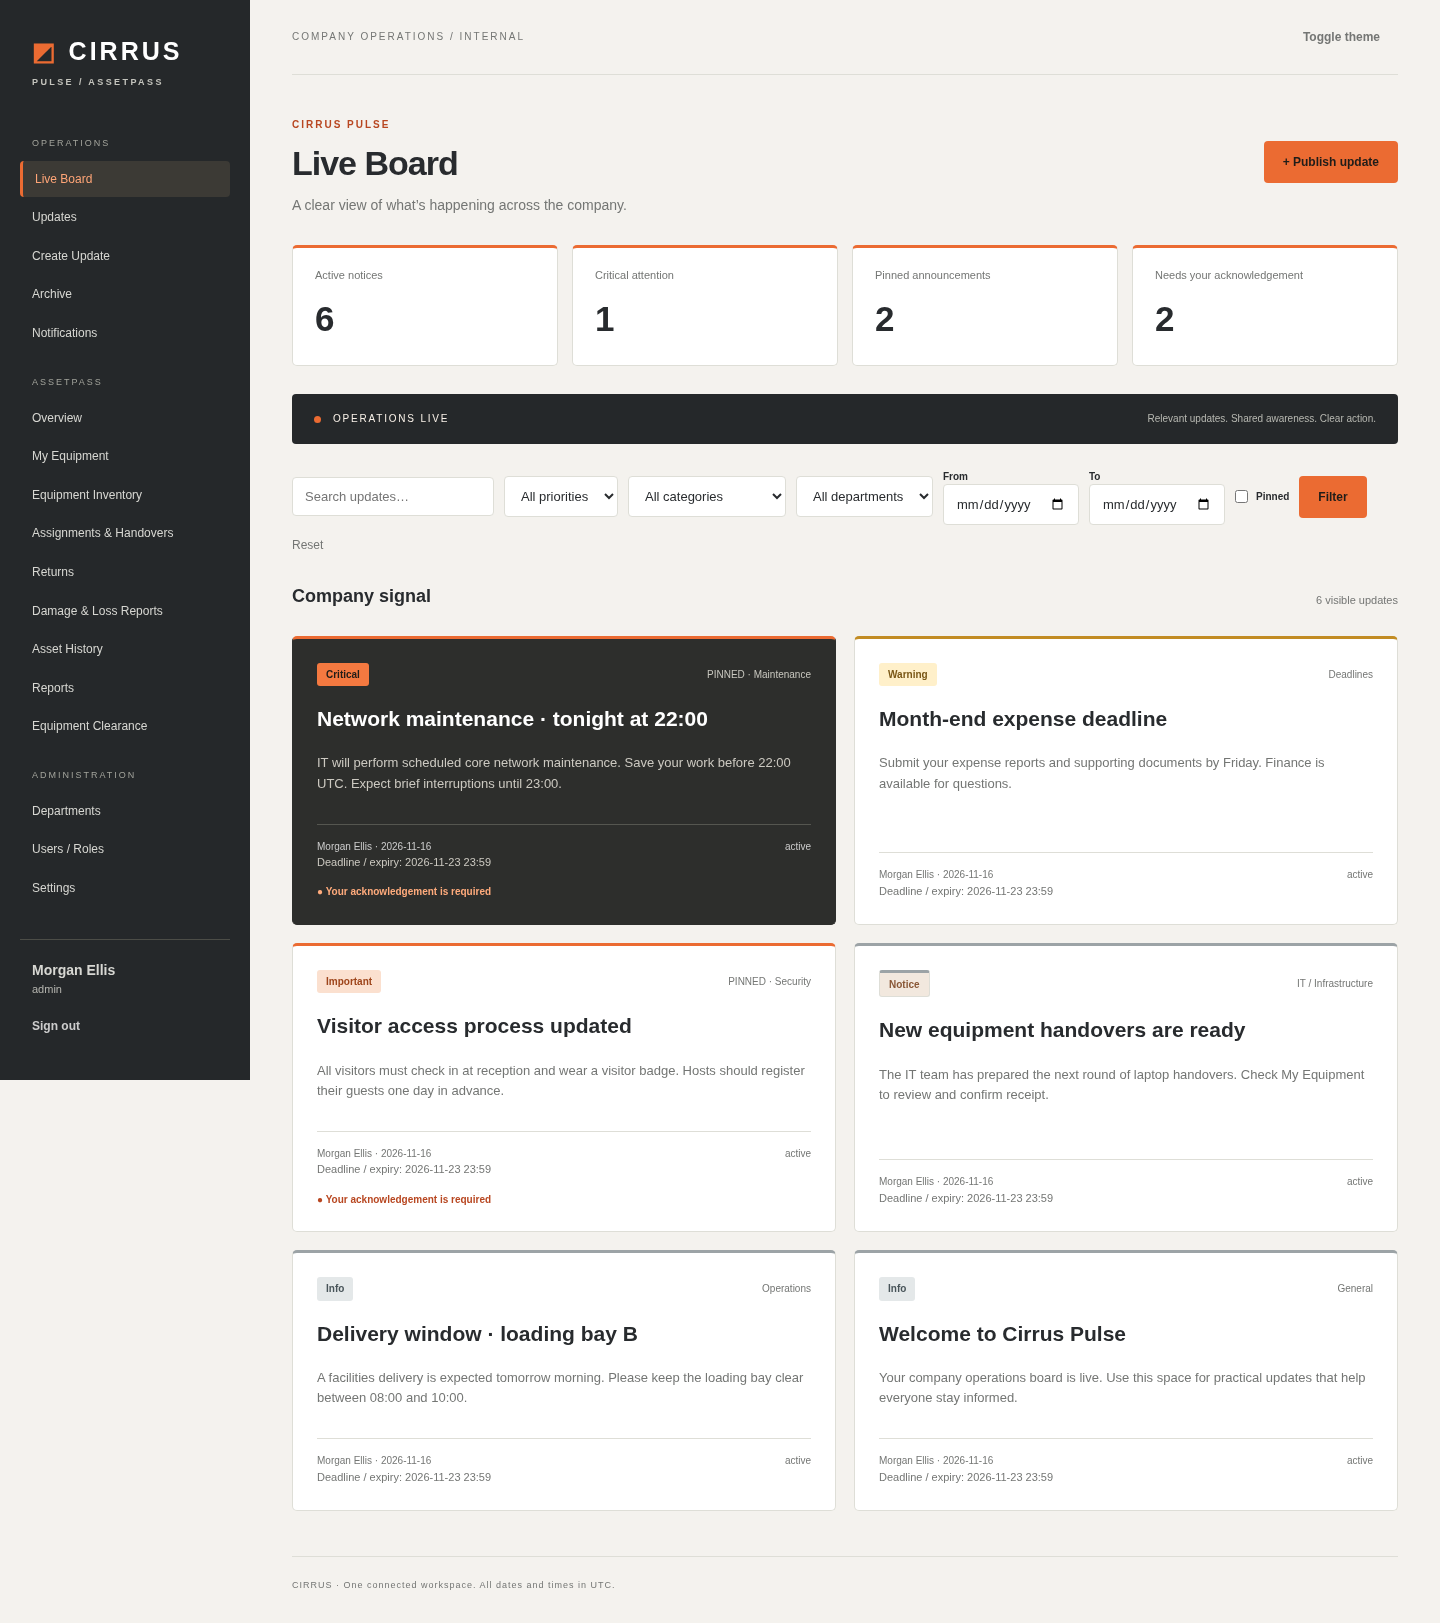 CIRRUS
PULSE / ASSETPASS
OPERATIONS
Live Board
Updates
Create Update
Archive
Notifications
ASSETPASS
Overview
My Equipment
Equipment Inventory
Assignments & Handovers
Returns
Damage & Loss Reports
Asset History
Reports
Equipment Clearance
ADMINISTRATION
Departments
Users / Roles
Settings
Morgan Ellis
admin
Sign out
COMPANY OPERATIONS / INTERNAL
Toggle theme
CIRRUS PULSE
Live Board
+ Publish update
A clear view of what’s happening across the company.
Active notices
6
Critical attention
1
Pinned announcements
2
Needs your acknowledgement
2
OPERATIONS LIVE
Relevant updates. Shared awareness. Clear action.
Search updates…
All priorities
All categories
All departments
From
mm/dd/yyyy
To
mm/dd/yyyy
Pinned
Filter
Reset
Company signal
6 visible updates
Critical
PINNED · Maintenance
Network maintenance · tonight at 22:00
IT will perform scheduled core network maintenance. Save your work before 22:00
UTC. Expect brief interruptions until 23:00.
Morgan Ellis · 2026-11-16
active
Deadline / expiry: 2026-11-23 23:59
● Your acknowledgement is required
Warning
Deadlines
Month-end expense deadline
Submit your expense reports and supporting documents by Friday. Finance is
available for questions.
Morgan Ellis · 2026-11-16
active
Deadline / expiry: 2026-11-23 23:59
Important
PINNED · Security
Visitor access process updated
All visitors must check in at reception and wear a visitor badge. Hosts should register
their guests one day in advance.
Morgan Ellis · 2026-11-16
active
Deadline / expiry: 2026-11-23 23:59
● Your acknowledgement is required
Notice
IT / Infrastructure
New equipment handovers are ready
The IT team has prepared the next round of laptop handovers. Check My Equipment
to review and confirm receipt.
Morgan Ellis · 2026-11-16
active
Deadline / expiry: 2026-11-23 23:59
Info
Operations
Delivery window · loading bay B
A facilities delivery is expected tomorrow morning. Please keep the loading bay clear
between 08:00 and 10:00.
Morgan Ellis · 2026-11-16
active
Deadline / expiry: 2026-11-23 23:59
Info
General
Welcome to Cirrus Pulse
Your company operations board is live. Use this space for practical updates that help
everyone stay informed.
Morgan Ellis · 2026-11-16
active
Deadline / expiry: 2026-11-23 23:59
CIRRUS · One connected workspace. All dates and times in UTC.